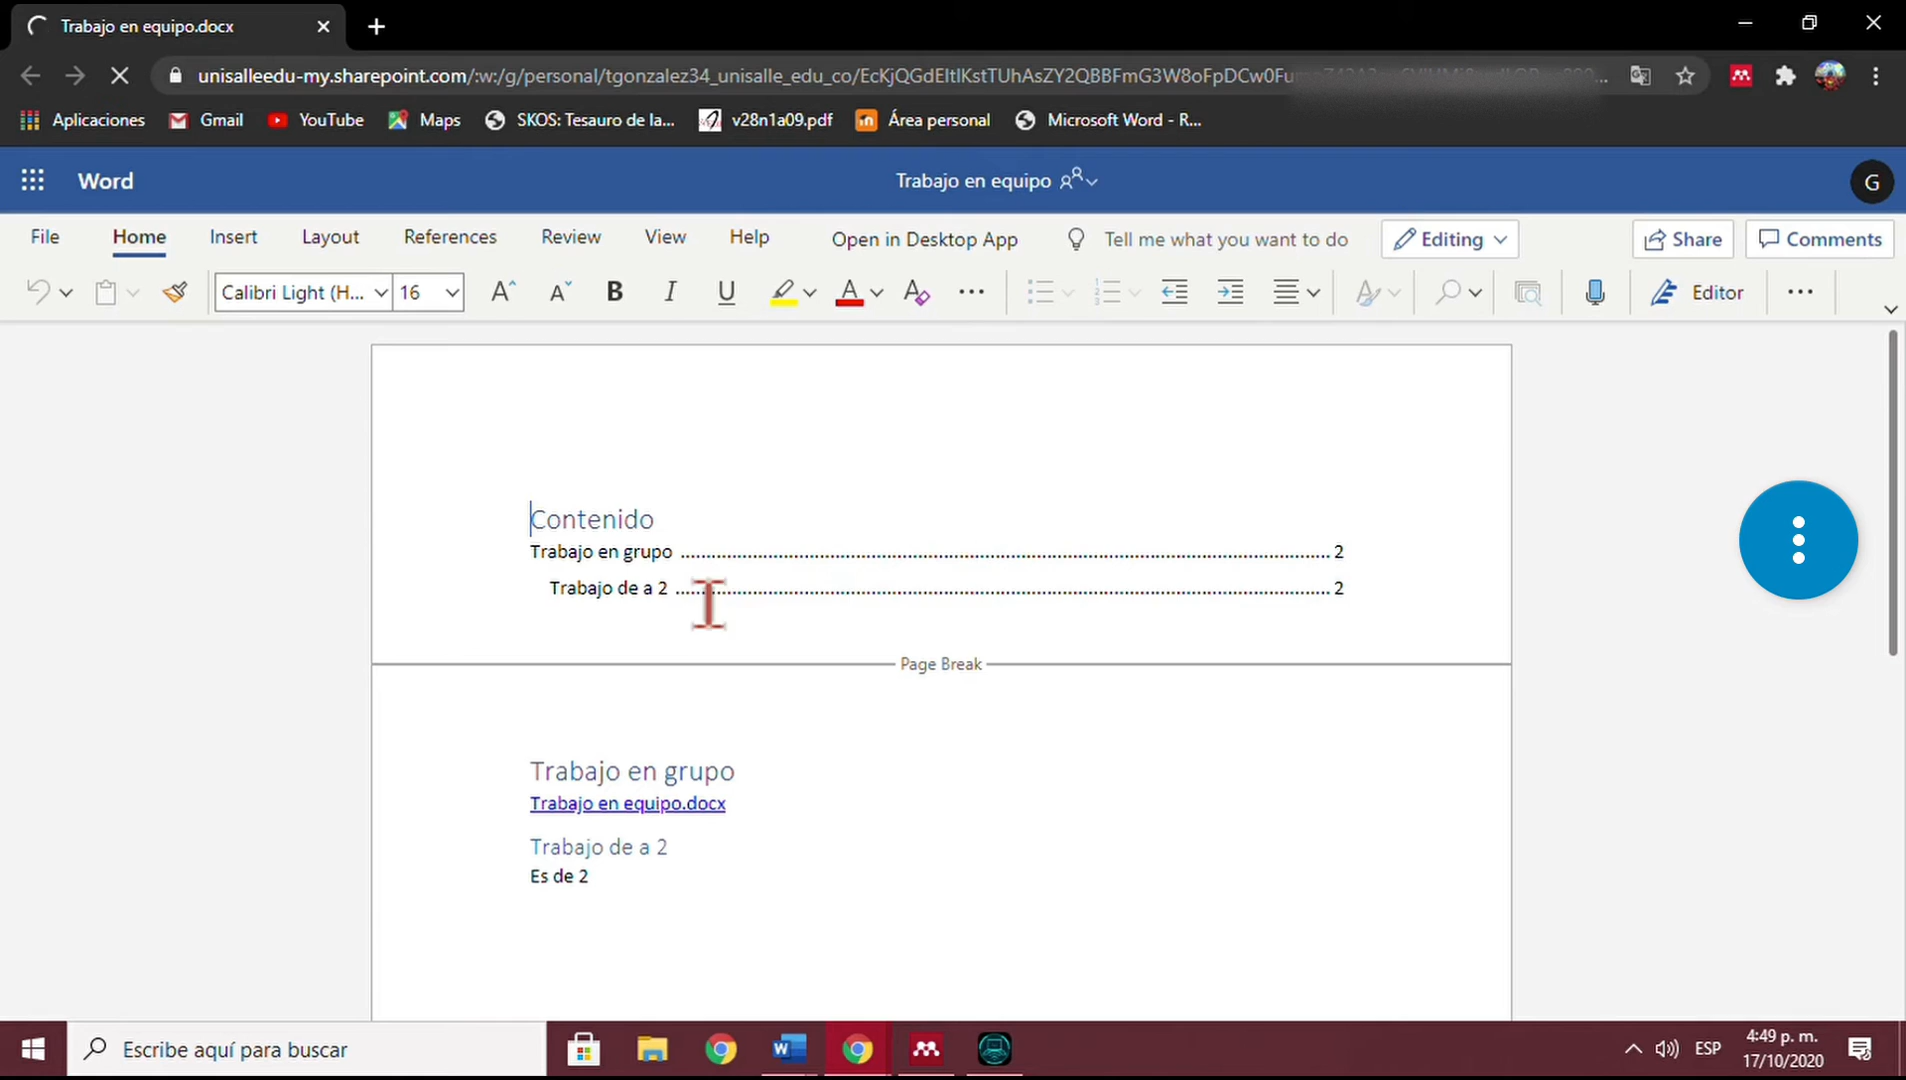 Trabajo en equipo.docx
unisalleedu-my.sharepoint.com/:w:/g/personal/tgonzalez34_unisalle_edu_co/
Aplicaciones Gmail YouTube Maps SKOS: Tesauro de la... v28n1a09.pdf Área personal Microsoft Word - R...
Word Trabajo en equipo G
File Home Insert Layout References Review View Help Open in Desktop App Tell me what you want to do Editing Share Comments
Calibri Light (H... 16 B I U A Editor
Contenido
Trabajo en grupo 2
Trabajo de a 2 2
Page Break
Trabajo en grupo
Trabajo en equipo.docx
Trabajo de a 2
Es de 2
Escribe aquí para buscar
ESP
4:49 p. m.
17/10/2020